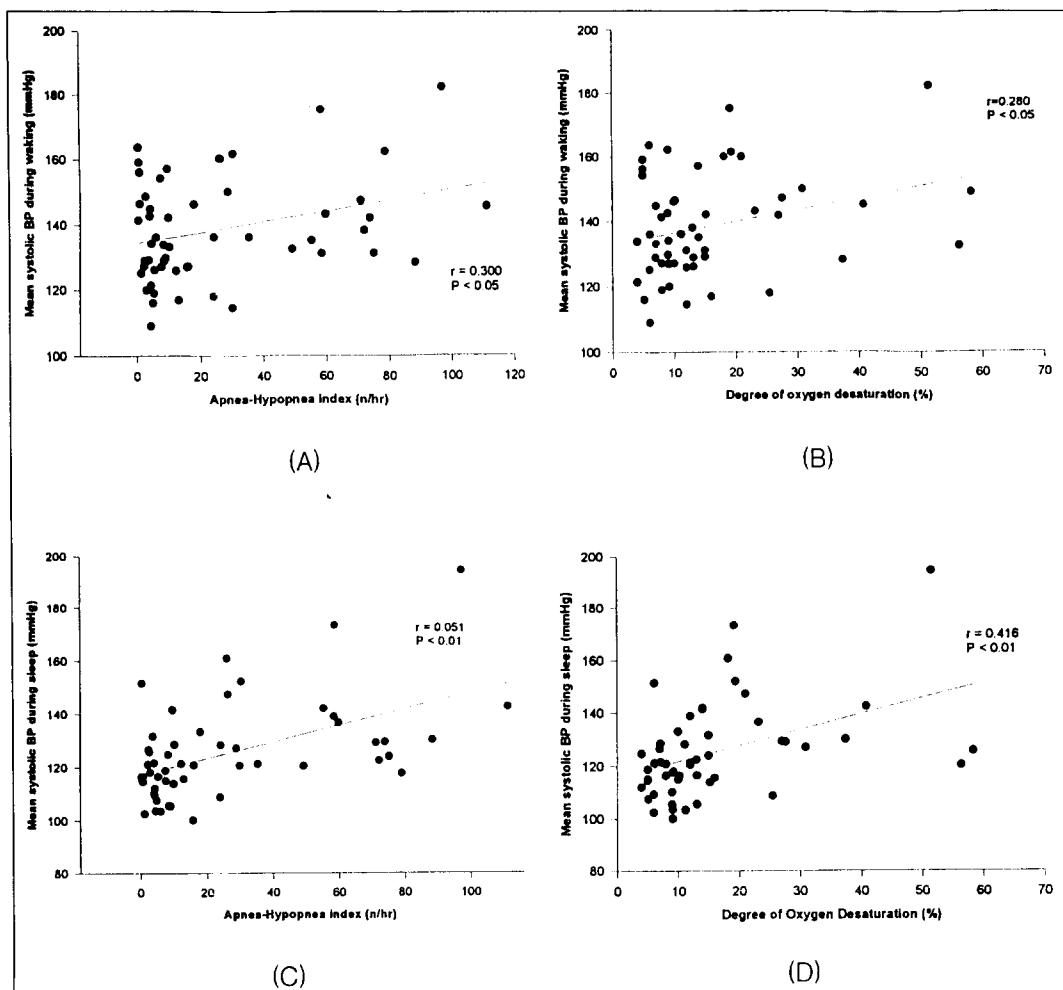 200
180
160
140
120
100
0 20 40 60 80 100 120
Mean systolic BP during waking (mmHg)
Apnea-Hypopnea index (n/hr)
r = 0.300
P < 0.05
(A)
200
180
160
140
120
100
0 10 20 30 40 50 60 70
Mean systolic BP during waking (mmHg)
Degree of oxygen desaturation (%)
r=0.280
P < 0.05
(B)
200
180
160
140
120
100
80
0 20 40 60 80 100
Mean systolic BP during sleep (mmHg)
Apnea-Hypopnea index (n/hr)
r = 0.051
P < 0.01
(C)
200
180
160
140
120
100
80
0 10 20 30 40 50 60 70
Mean systolic BP during sleep (mmHg)
Degree of Oxygen Desaturation (%)
r = 0.416
P < 0.01
(D)